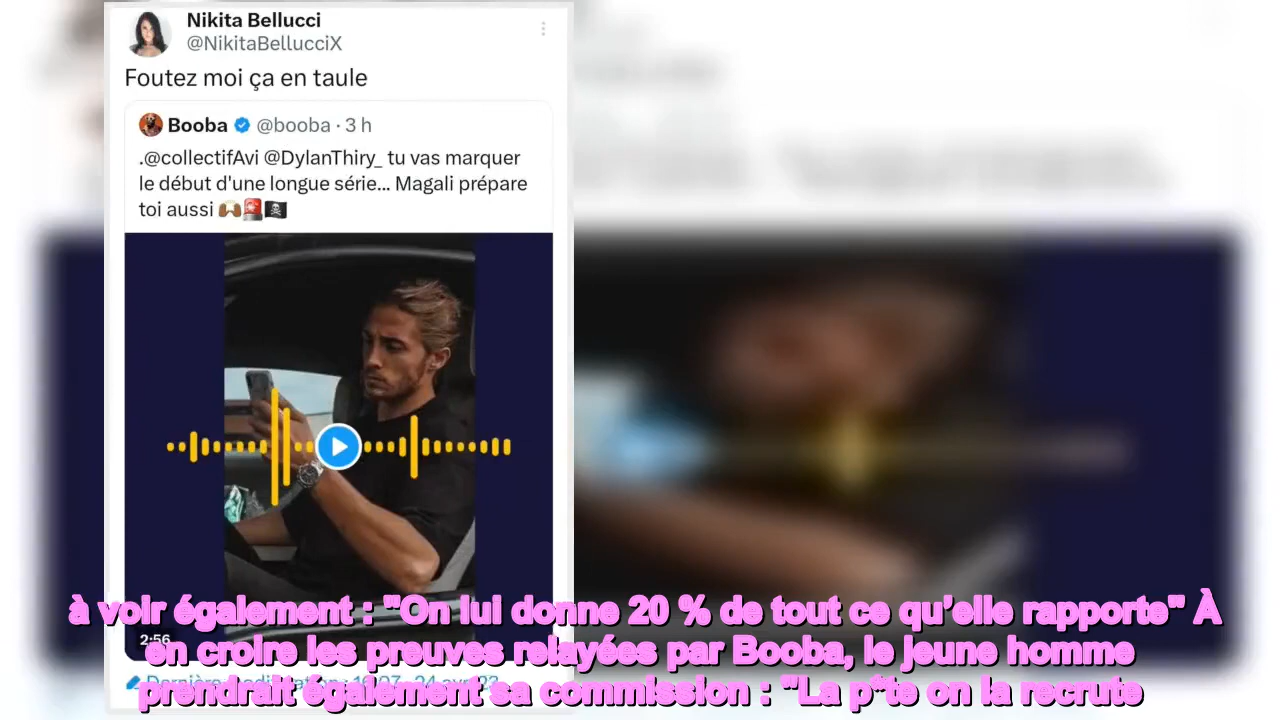 Nikita Bellucci
@NikitaBellucciX
Foutez moi ça en taule
Booba @booba · 3 h
.@collectifAvi @DylanThiry_ tu vas marquer
le début d'une longue série... Magali prépare
toi aussi 🙌🏾🚨🏴‍☠️
à voir également : "On lui donne 20 % de tout ce qu’elle rapporte" À
2:56
en croire les preuves relayées par Booba, le jeune homme
prendrait également sa commission : "La p*te on la recrute